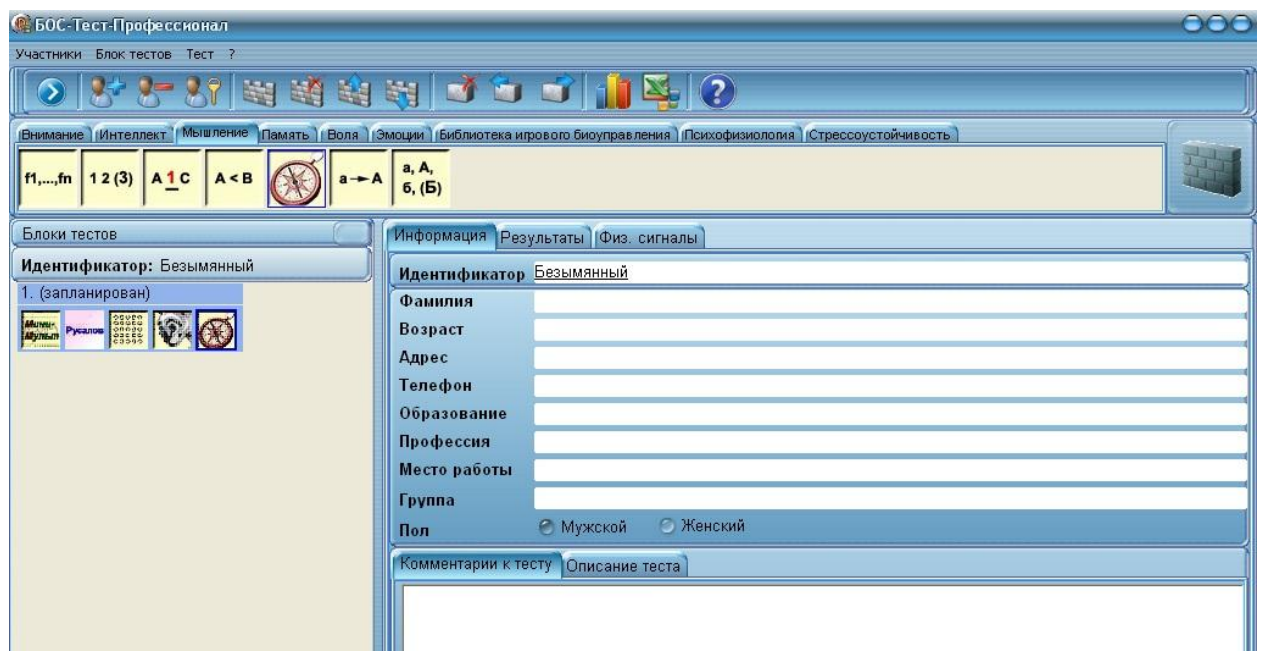 БОС-Тест-Профессионал
Участники Блок тестов Тест ?
Внимание Интеллект Мышление Память Воля Эмоции Библиотека игрового биоуправления Психофизиология Стрессоустойчивость
f1,...,fn 1 2 (3) А 1 С А < В а → А а, А, б, (Б)
Блоки тестов
Идентификатор: Безымянный
1. (запланирован)
Мини-Мульт Русалов
Информация Результаты Физ. сигналы
Идентификатор Безымянный
Фамилия
Возраст
Адрес
Телефон
Образование
Профессия
Место работы
Группа
Пол Мужской Женский
Комментарии к тесту Описание теста